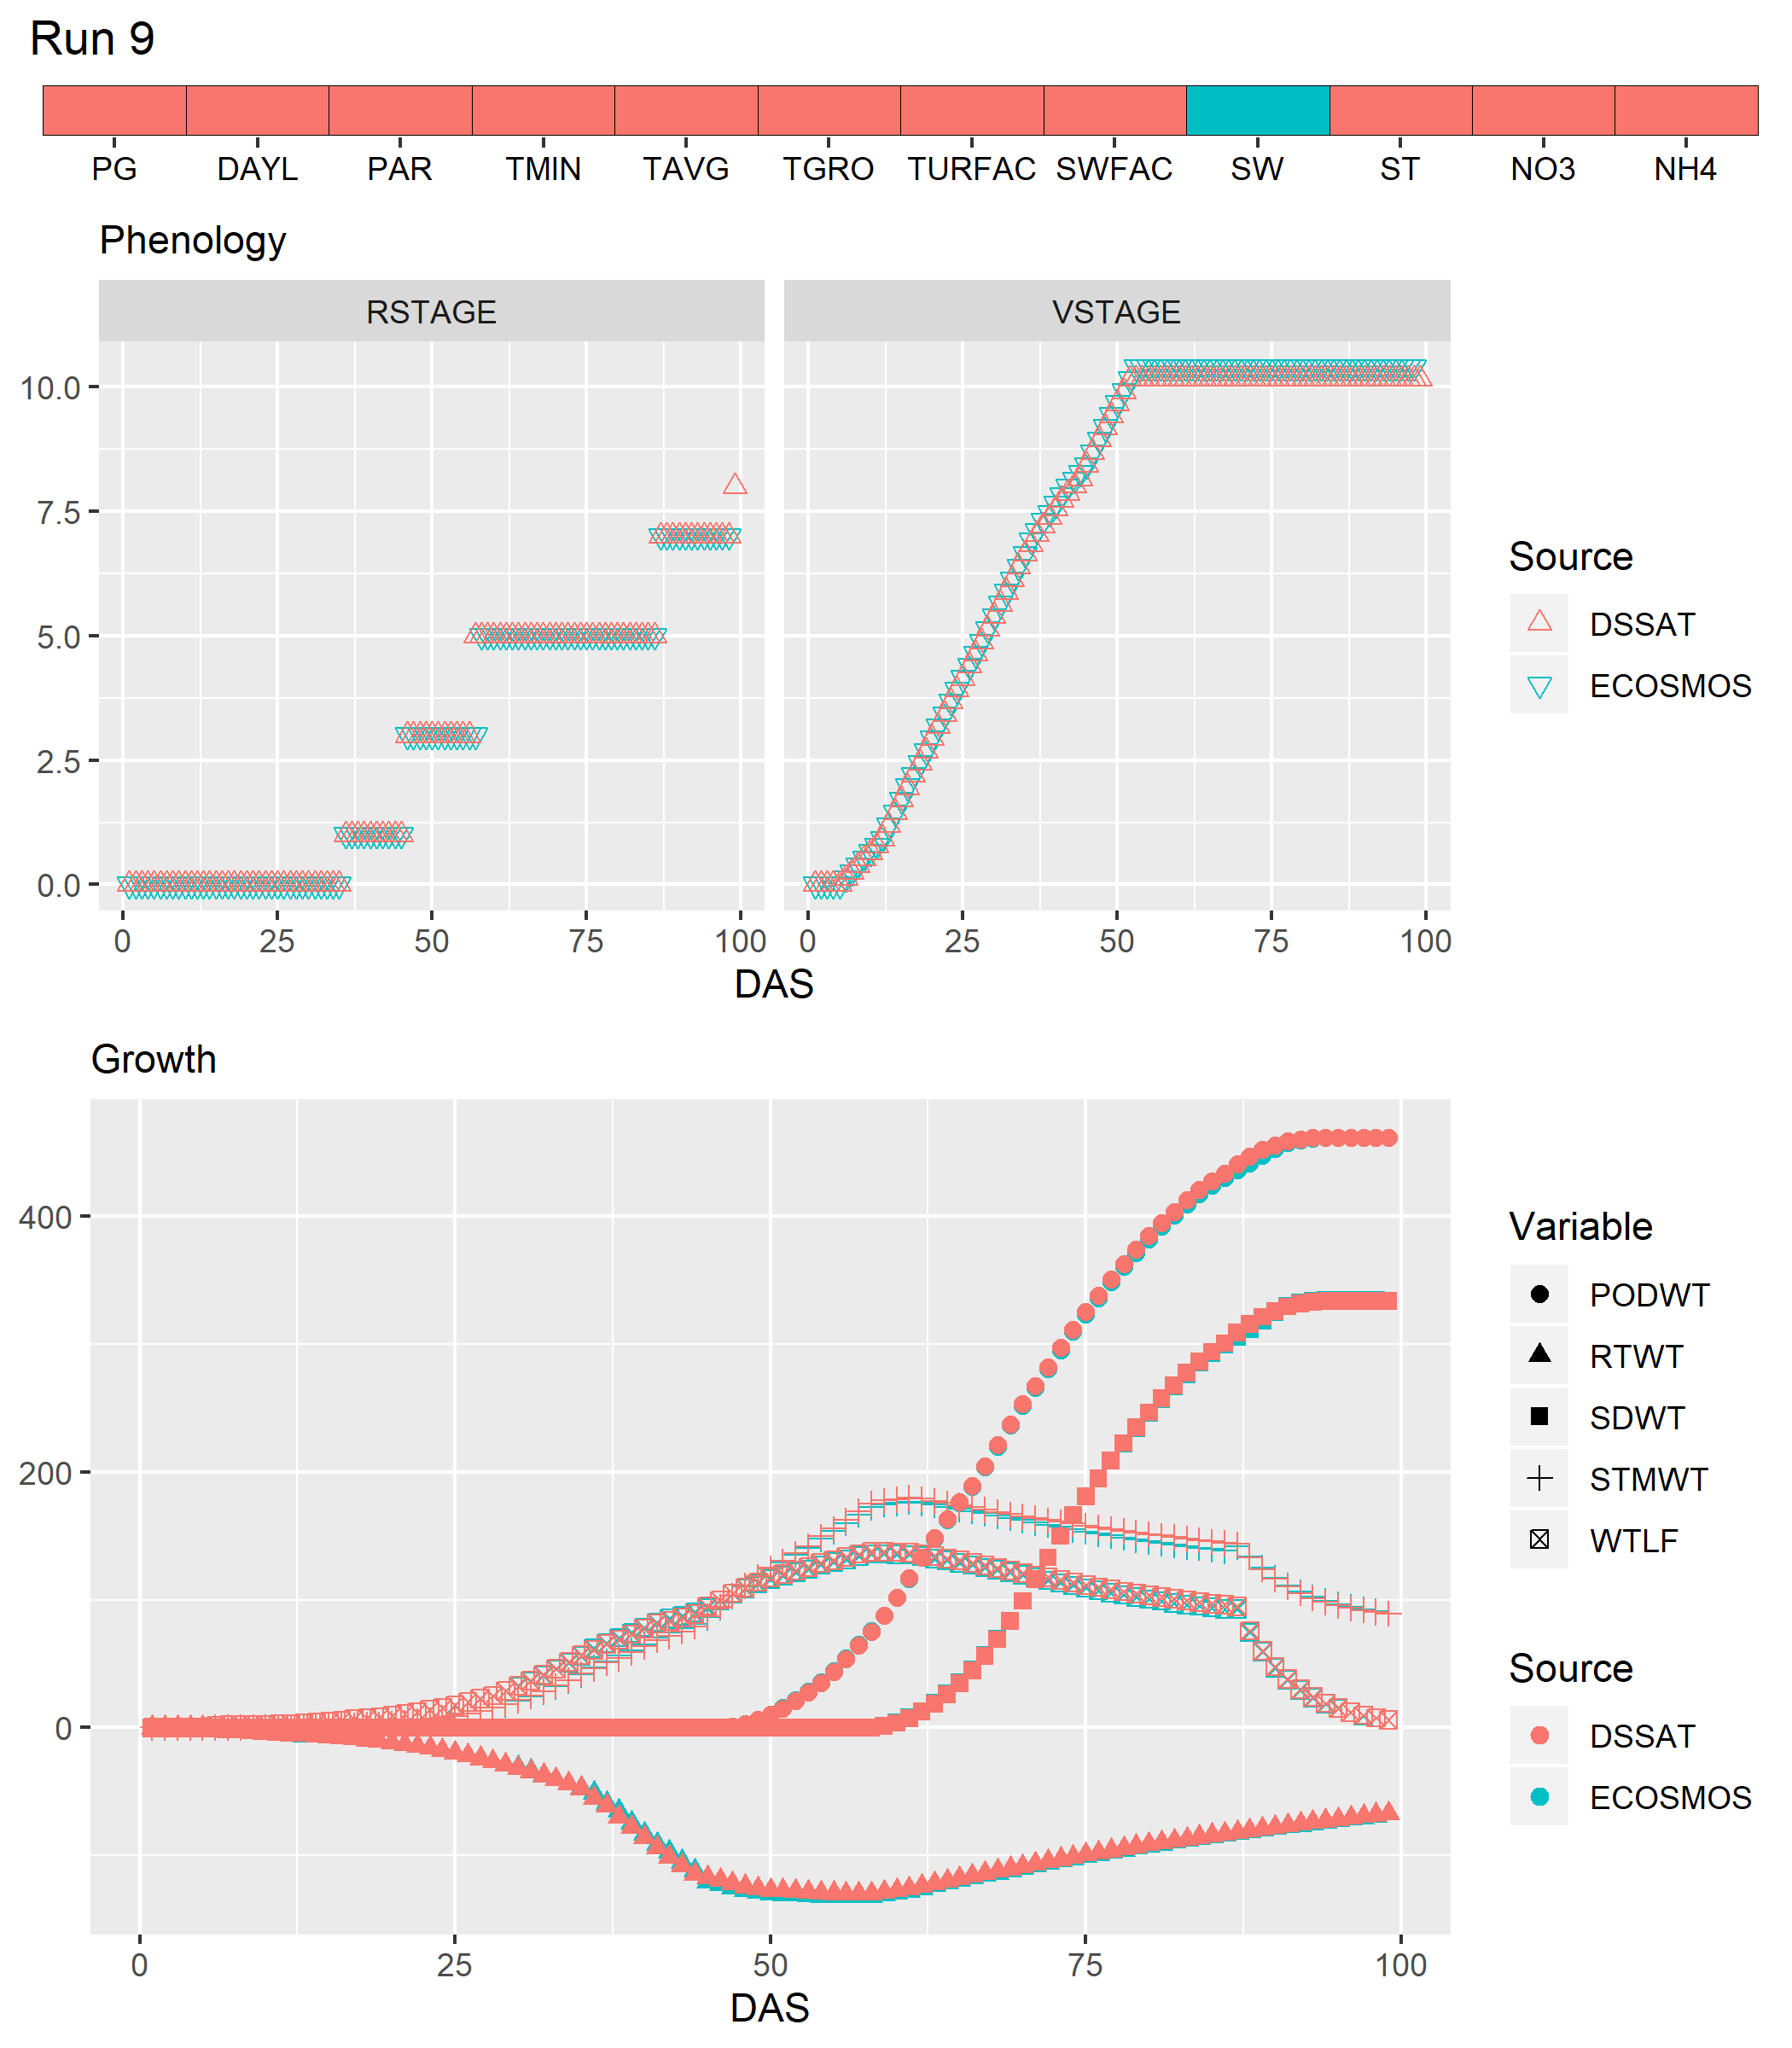 Run 9
PG DAYL PAR TMIN TAVG TGRO TURFAC SWFAC SW ST NO3 NH4
Phenology
RSTAGE VSTAGE
10.0
7.5
5.0
2.5
0.0
0 25 50 75 100 0 25 50 75 100
DAS
Source
DSSAT
ECOSMOS
Growth
400
200
0
0 25 50 75 100
DAS
Variable
PODWT
RTWT
SDWT
STMWT
WTLF
Source
DSSAT
ECOSMOS